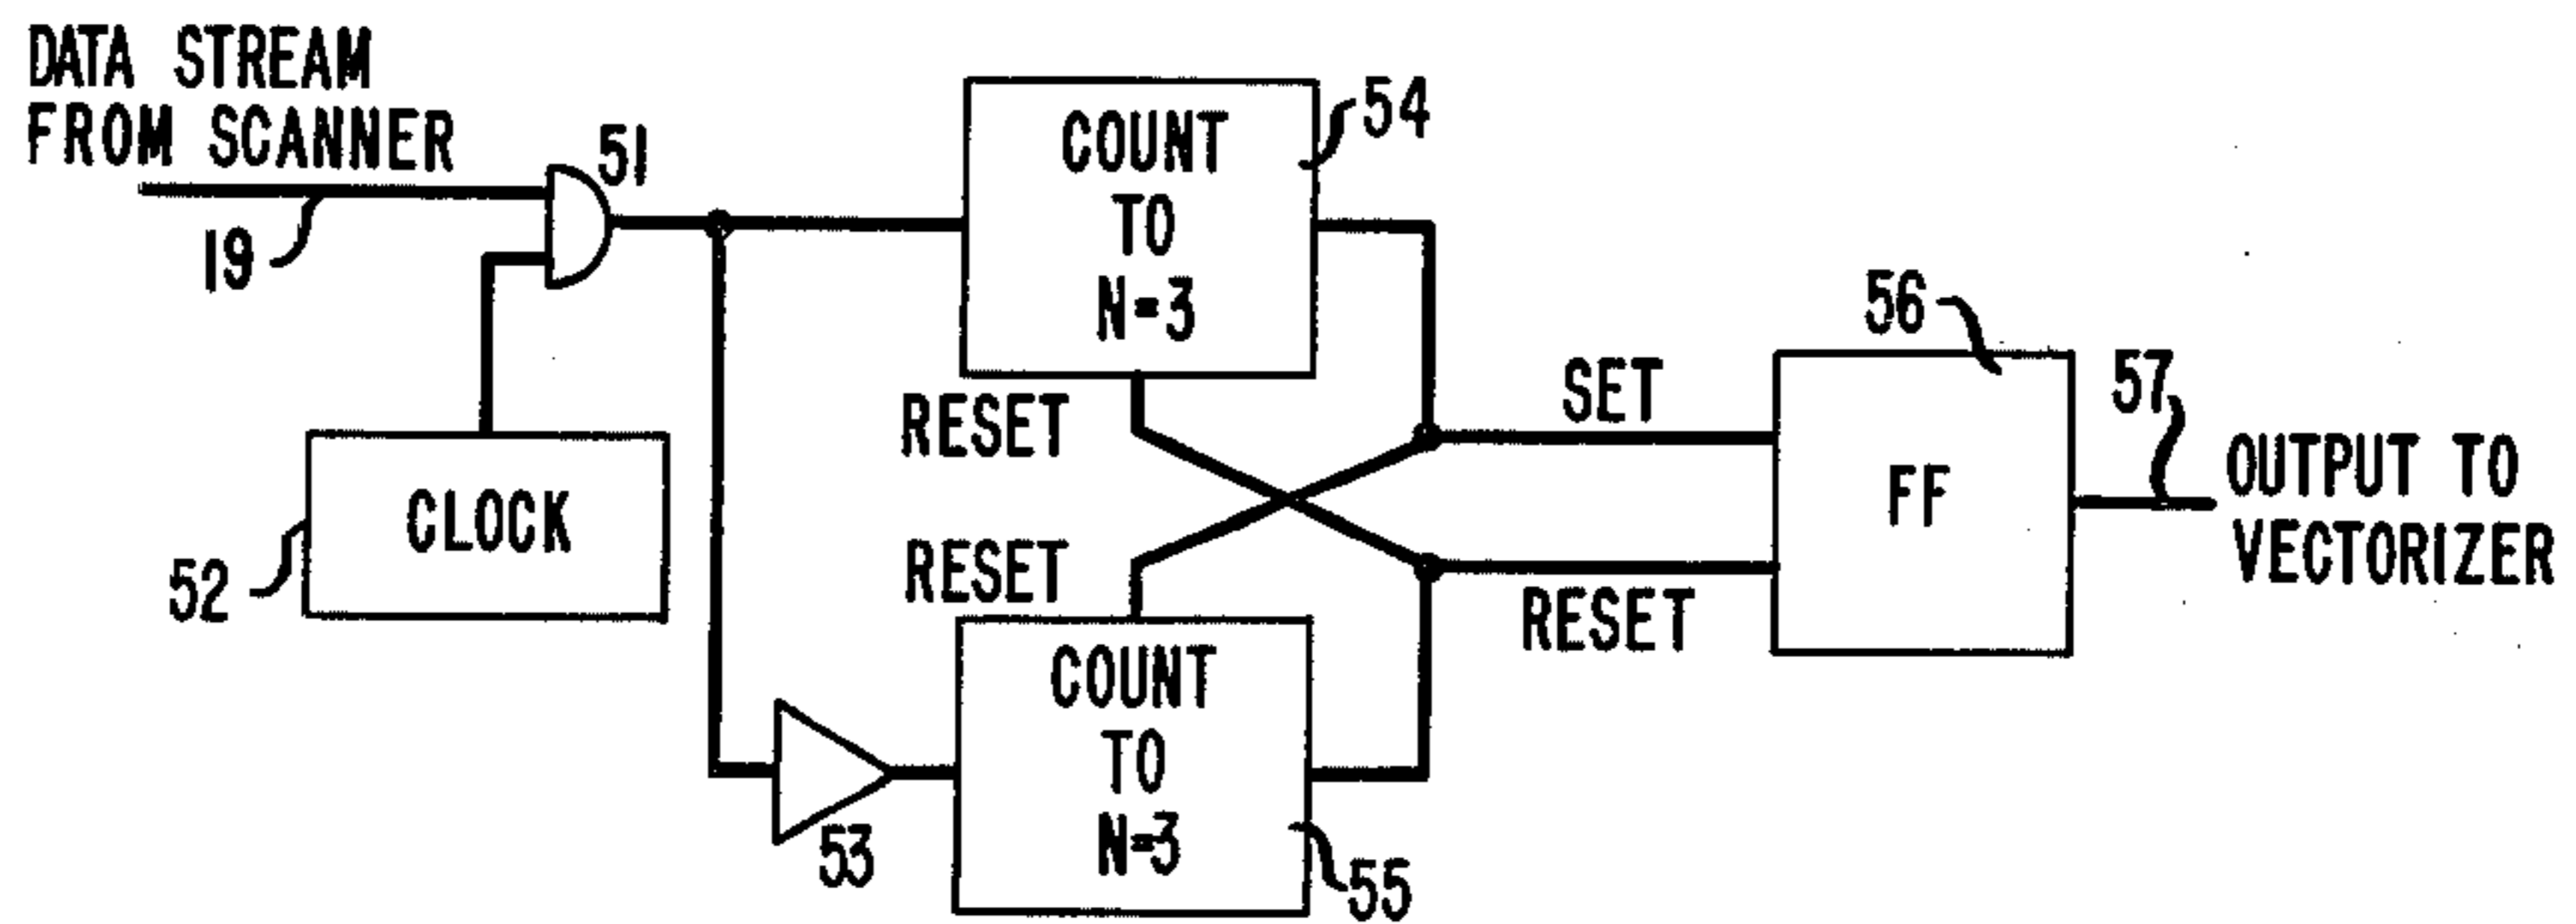 DATA STREAM
FROM SCANNER
19
51
CLOCK
52
53
COUNT
TO
N=3
54
RESET
RESET
COUNT
TO
N=3
55
SET
RESET
56
FF
57
OUTPUT TO
VECTORIZER